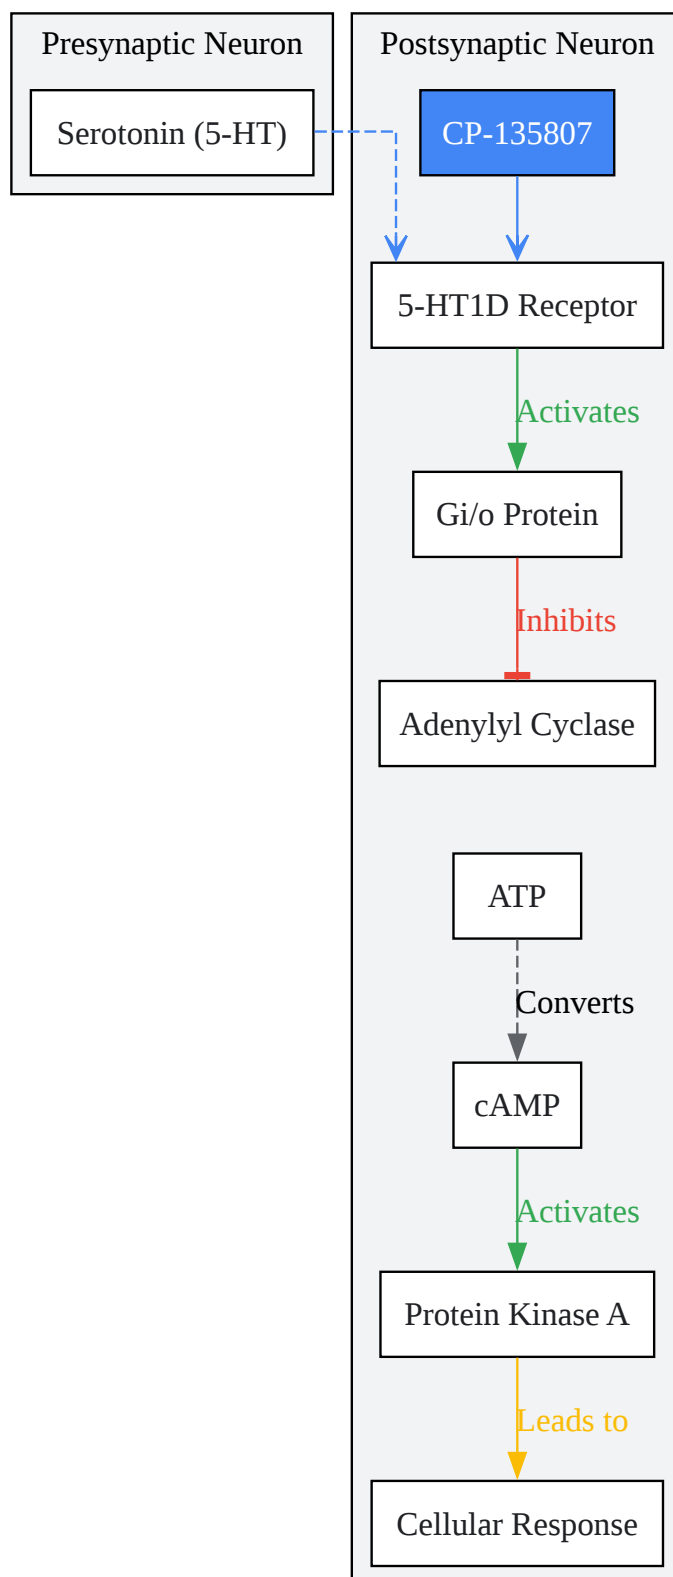 Presynaptic Neuron
Postsynaptic Neuron
Serotonin (5-HT)
CP-135807
5-HT1D Receptor
Activates
Gi/o Protein
Inhibits
Adenylyl Cyclase
ATP
Converts
cAMP
Activates
Protein Kinase A
Leads to
Cellular Response